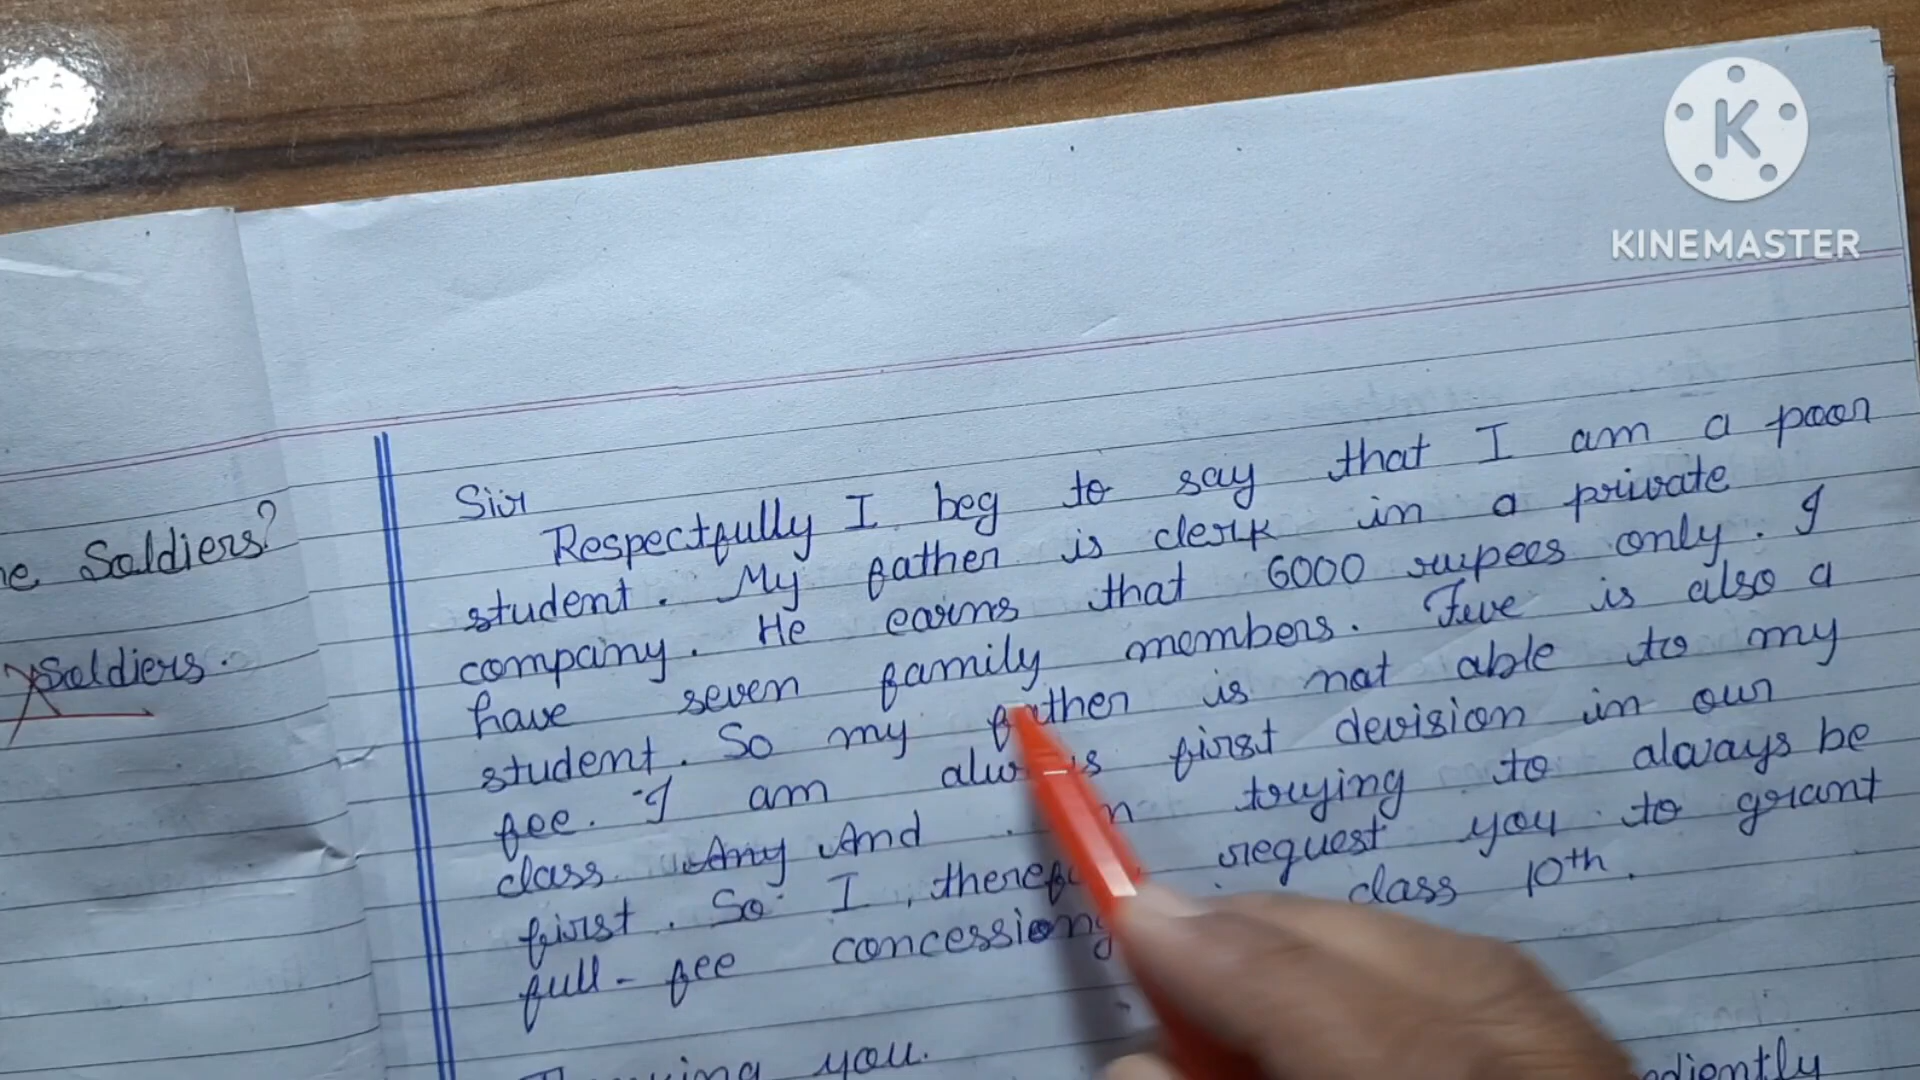 KINEMASTER
Soldiers?
Soldiers.
Sir
Respectfully I beg to say that I am a poor
student. My father is clerk in a private
company. He earns that 6000 rupees only. I
have seven family members. Five is also a
student. So my father is not able to my
fee. I am first devision in our
class And trying to always be
first. So I, request you to grant
full-fee class 10th.
you.